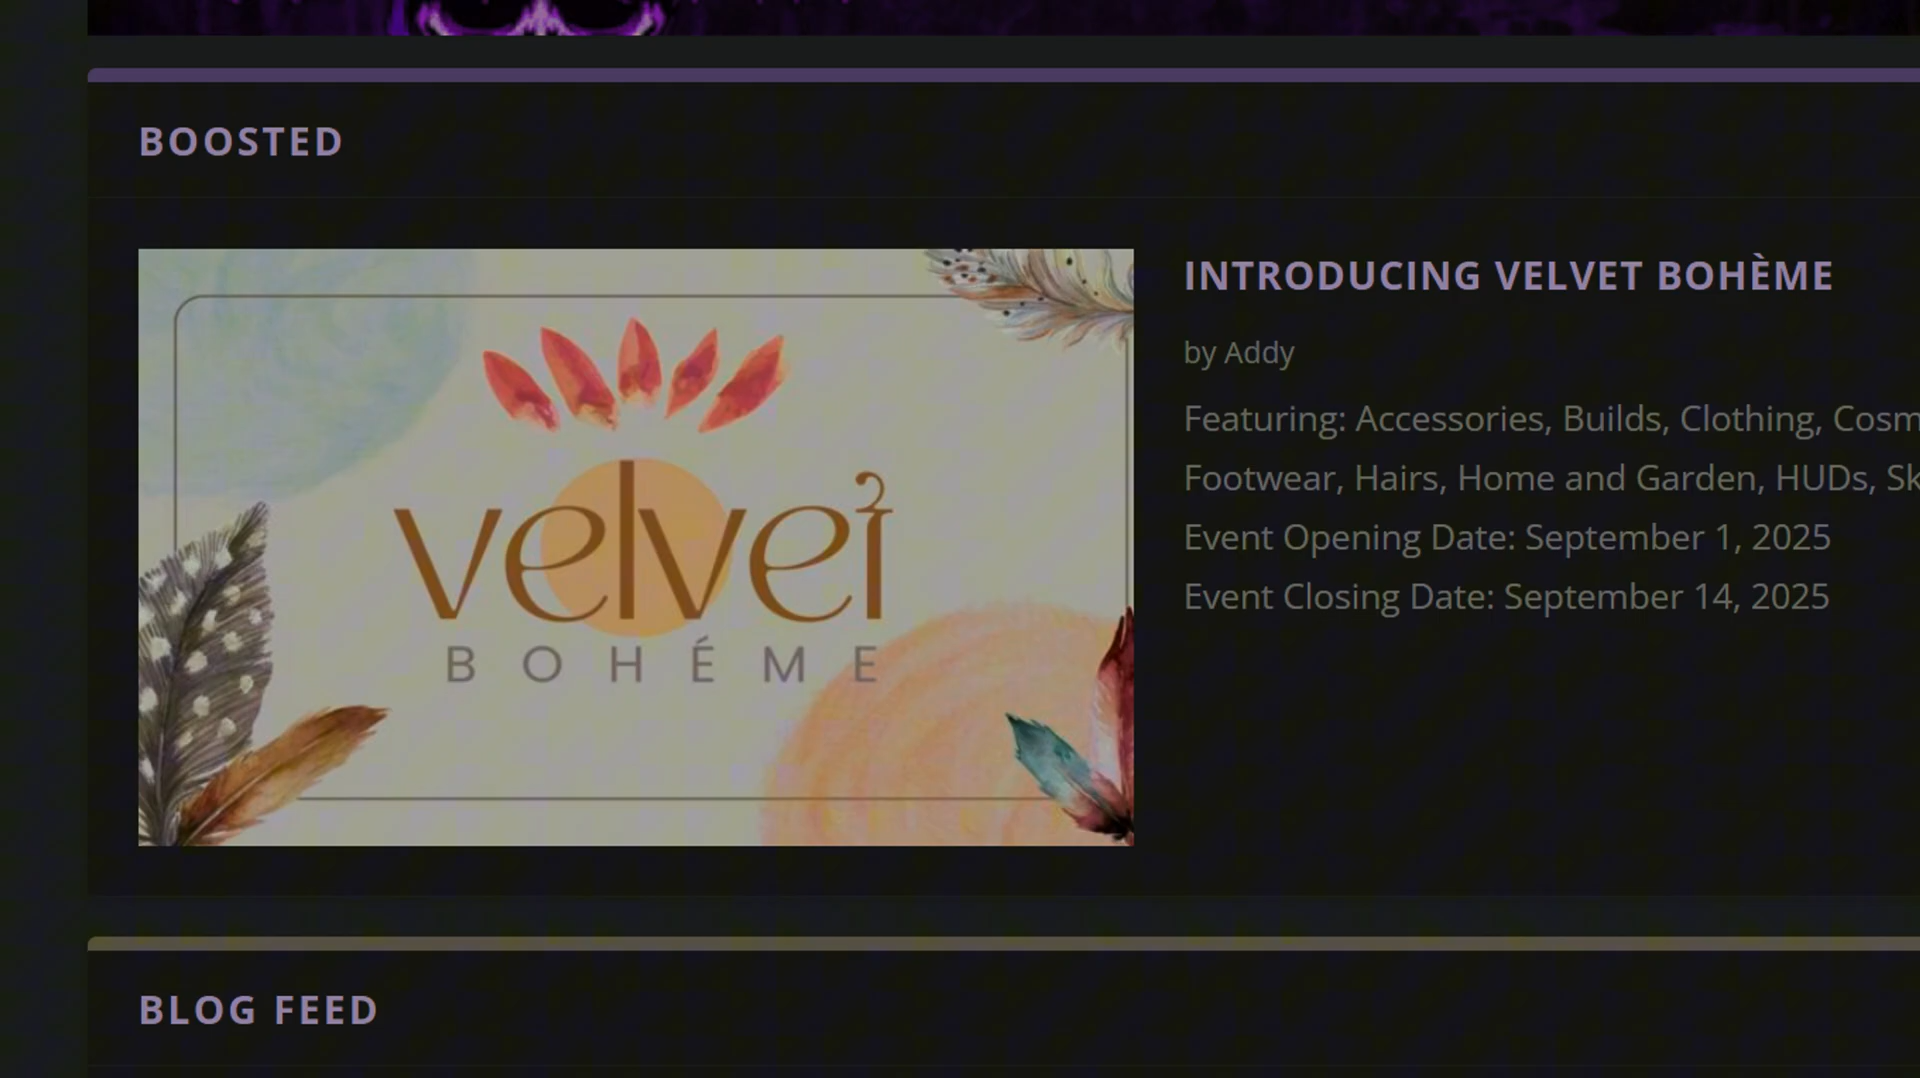 BOOSTED
velvet
BOHÉME
INTRODUCING VELVET BOHÈME
by Addy
Featuring: Accessories, Builds, Clothing,
Footwear, Hairs, Home and Garden, HUDs,
Event Opening Date: September 1, 2025
Event Closing Date: September 14, 2025
BLOG FEED